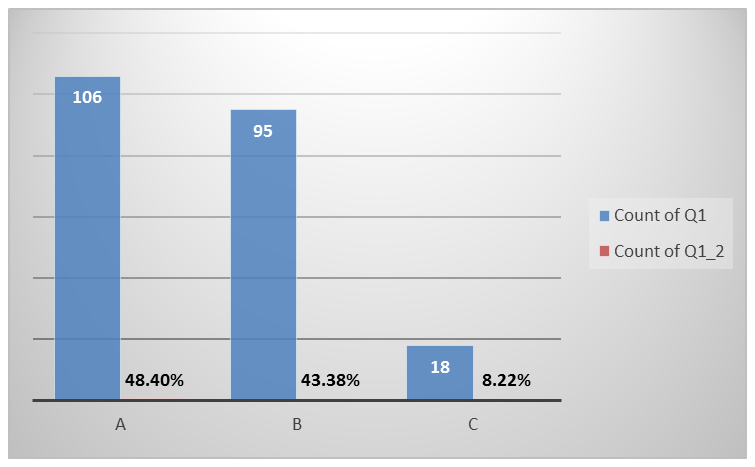 106
95
18
48.40%
43.38%
8.22%
A
B
C
Count of Q1
Count of Q1_2